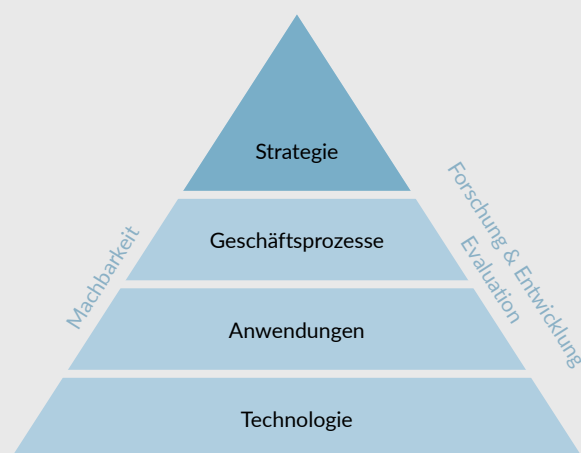 Strategie
Geschäftsprozesse
Anwendungen
Technologie
Machbarkeit
Forschung & Entwicklung
Evaluation